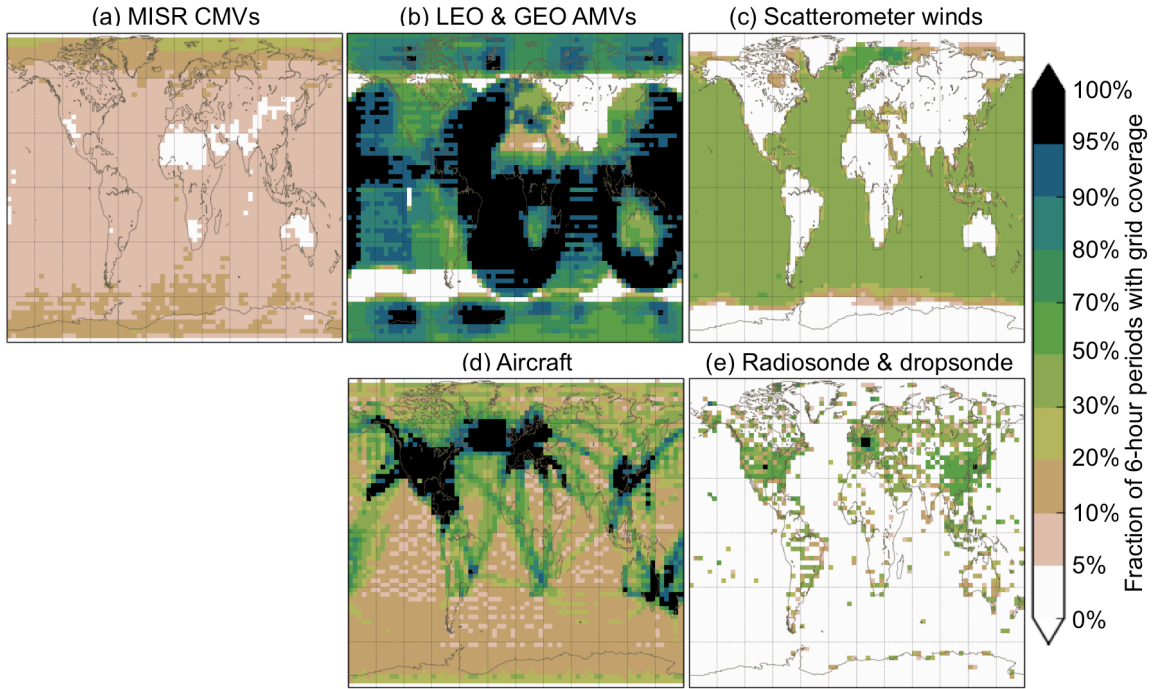 (a) MISR CMVs
(b) LEO & GEO AMVs
(c) Scatterometer winds
(d) Aircraft
(e) Radiosonde & dropsonde
100%
95%
90%
80%
70%
50%
30%
20%
10%
5%
0%
Fraction of 6-hour periods with grid coverage